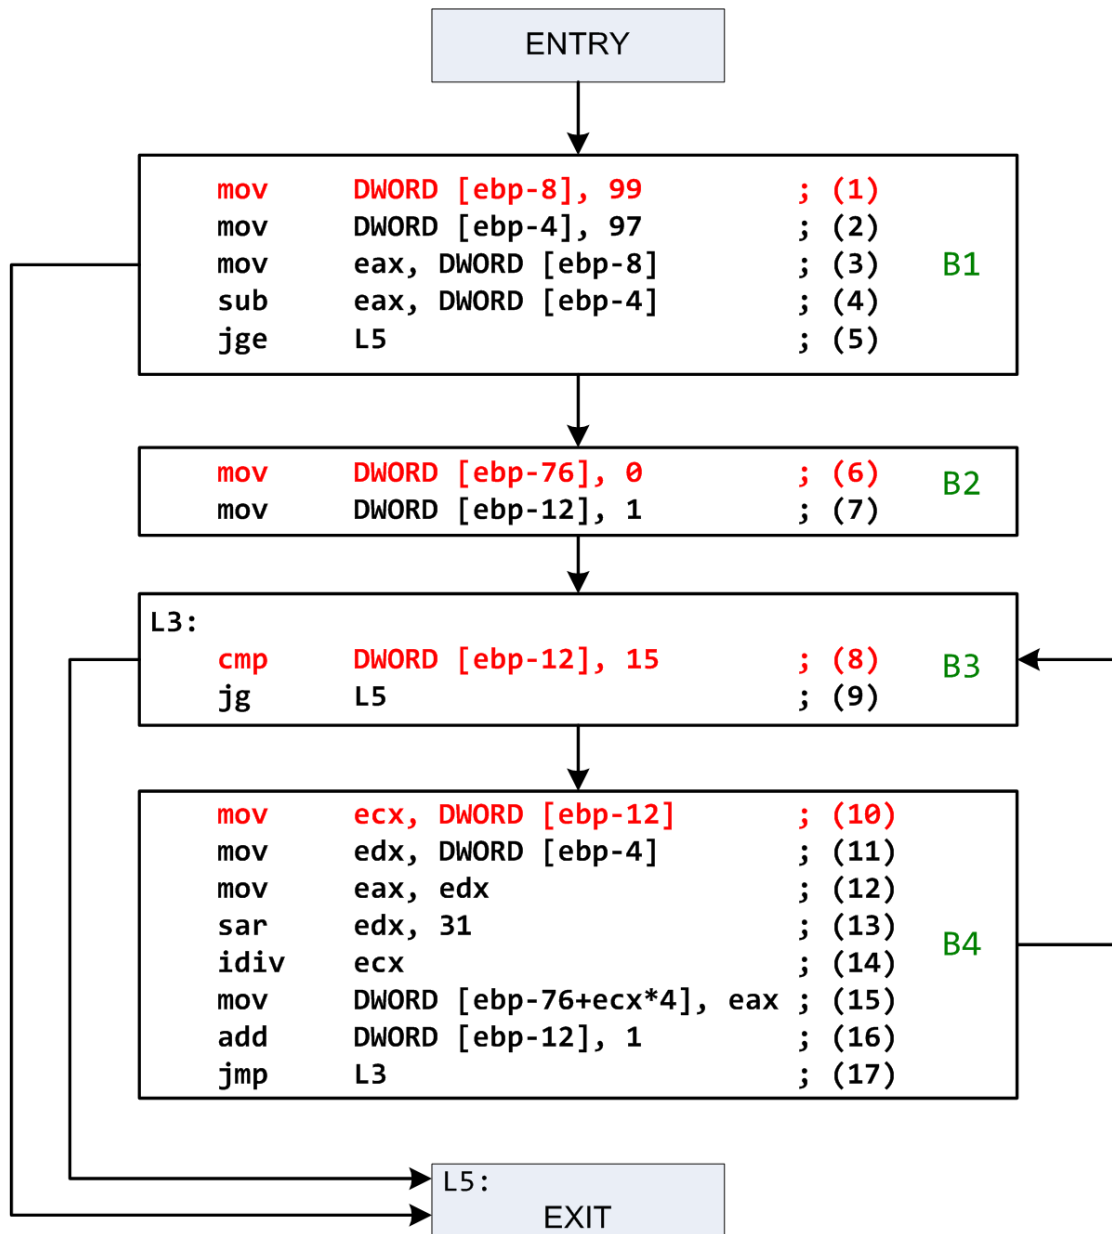 ENTRY
mov DWORD [ebp-8], 99 ; (1)
mov DWORD [ebp-4], 97 ; (2)
mov eax, DWORD [ebp-8] ; (3)
sub eax, DWORD [ebp-4] ; (4)
jge L5 ; (5)
B1
mov DWORD [ebp-76], 0 ; (6)
mov DWORD [ebp-12], 1 ; (7)
B2
L3:
cmp DWORD [ebp-12], 15 ; (8)
jg L5 ; (9)
B3
mov ecx, DWORD [ebp-12] ; (10)
mov edx, DWORD [ebp-4] ; (11)
mov eax, edx ; (12)
sar edx, 31 ; (13)
idiv ecx ; (14)
mov DWORD [ebp-76+ecx*4], eax ; (15)
add DWORD [ebp-12], 1 ; (16)
jmp L3 ; (17)
B4
L5:
EXIT